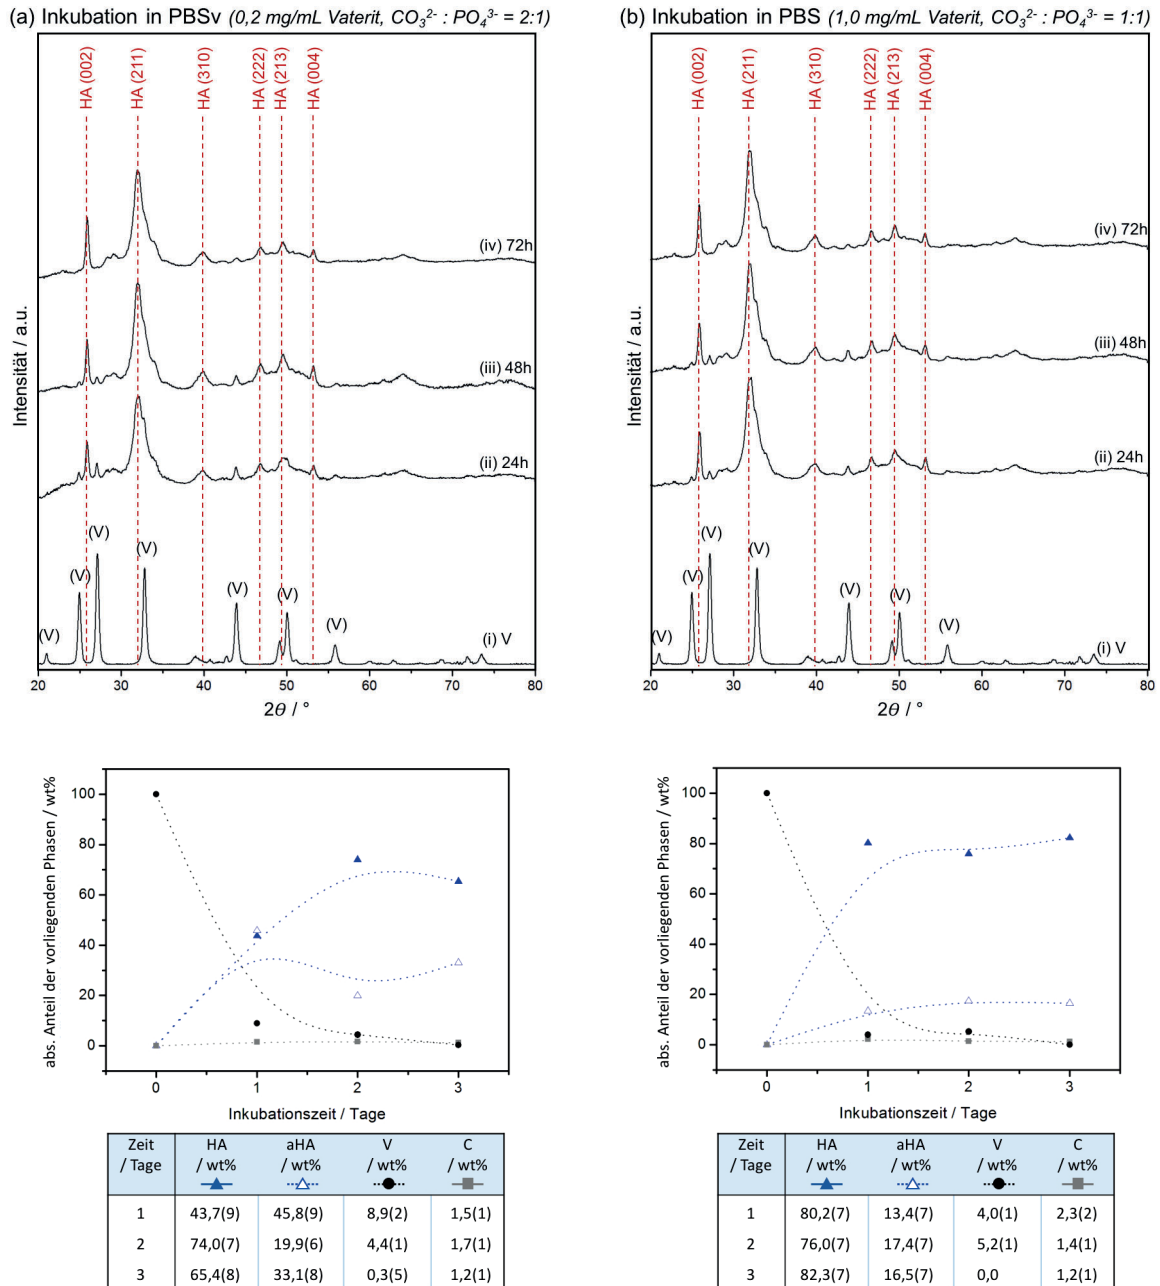 (a) Inkubation in PBSv (0,2 mg/mL Vaterit, CO₃²⁻ : PO₄³⁻ = 2:1)
HA (002)
HA (211)
HA (310)
HA (222)
HA (213)
HA (004)
(iv) 72h
(iii) 48h
(ii) 24h
(V)
(V)
(V)
(V)
(V)
(V)
(V)
(i) V
Intensität / a.u.
20 30 40 50 60 70 80
2θ / °
(b) Inkubation in PBS (1,0 mg/mL Vaterit, CO₃²⁻ : PO₄³⁻ = 1:1)
HA (002)
HA (211)
HA (310)
HA (222)
HA (213)
HA (004)
(iv) 72h
(iii) 48h
(ii) 24h
(V)
(V)
(V)
(V)
(V)
(V)
(V)
(i) V
Intensität / a.u.
20 30 40 50 60 70 80
2θ / °
abs. Anteil der vorliegenden Phasen / wt%
100
80
60
40
20
0
0 1 2 3
Inkubationszeit / Tage
Zeit HA aHA V C
/ Tage / wt% / wt% / wt% / wt%
1 43,7(9) 45,8(9) 8,9(2) 1,5(1)
2 74,0(7) 19,9(6) 4,4(1) 1,7(1)
3 65,4(8) 33,1(8) 0,3(5) 1,2(1)
abs. Anteil der vorliegenden Phasen / wt%
100
80
60
40
20
0
0 1 2 3
Inkubationszeit / Tage
Zeit HA aHA V C
/ Tage / wt% / wt% / wt% / wt%
1 80,2(7) 13,4(7) 4,0(1) 2,3(2)
2 76,0(7) 17,4(7) 5,2(1) 1,4(1)
3 82,3(7) 16,5(7) 0,0 1,2(1)